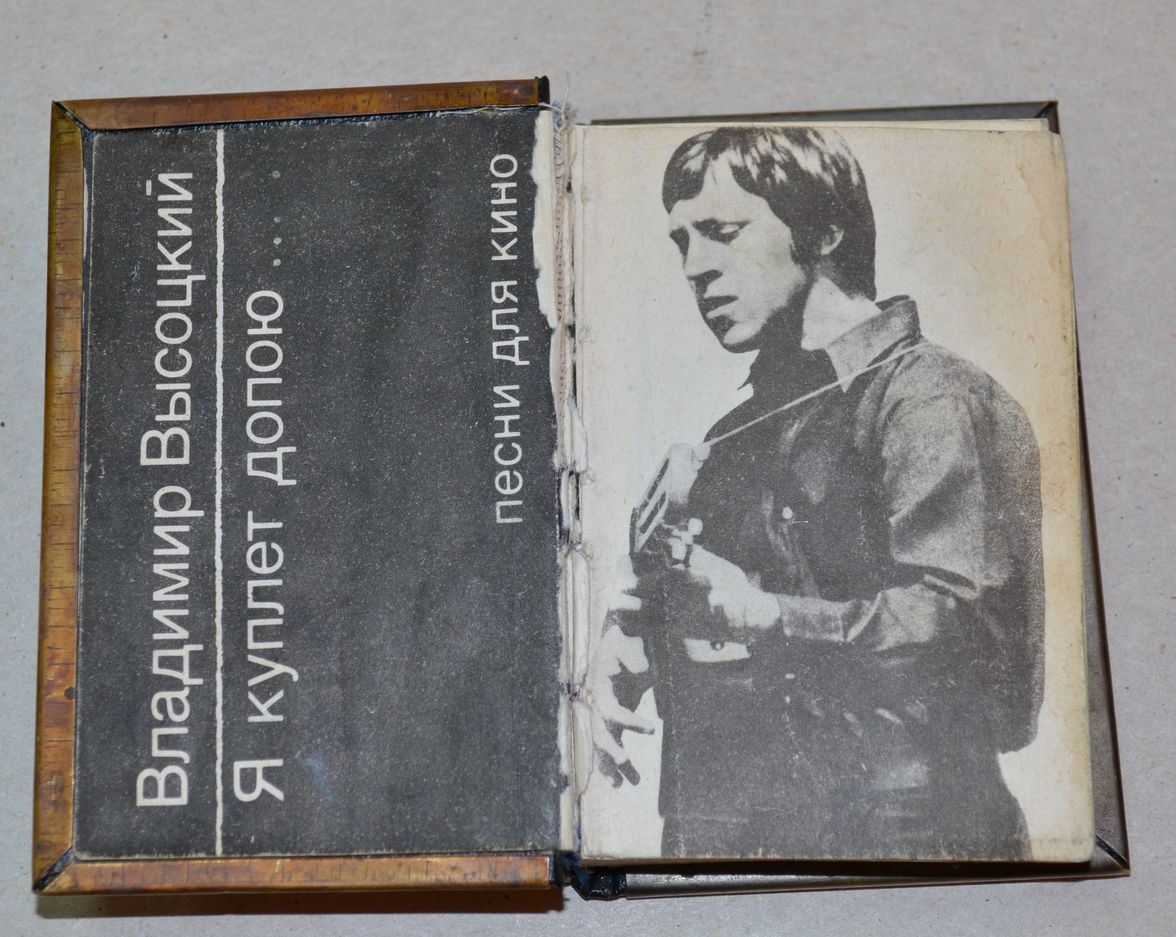 Владимир Высоцкий
Я куплет допою...
песни для кино